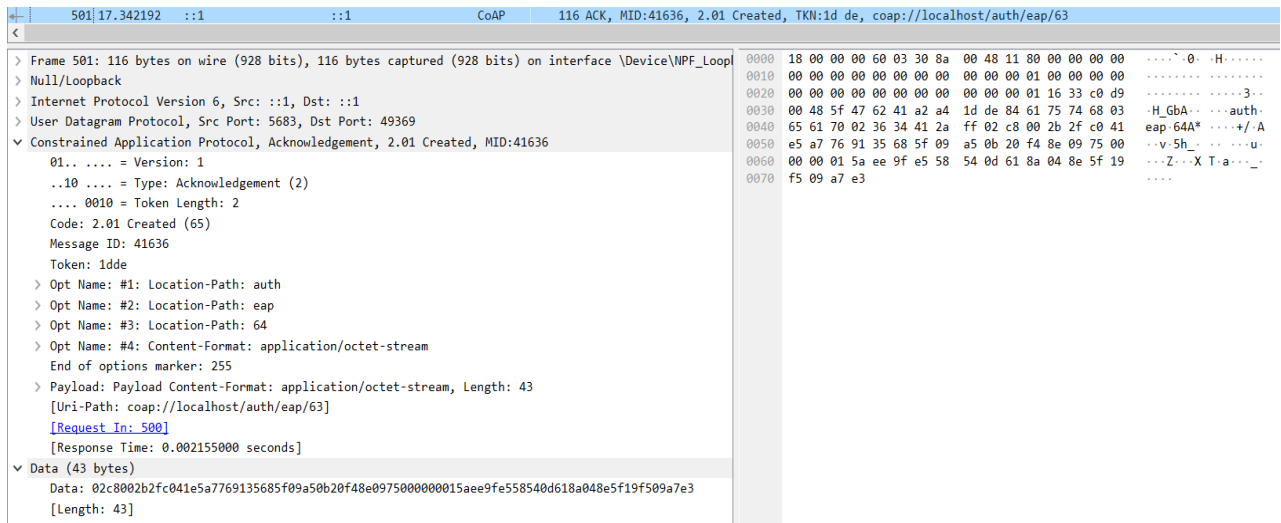 501 17.342192 ::1 ::1 CoAP 116 ACK, MID:41636, 2.01 Created, TKN:1d de, coap://localhost/auth/eap/63
Frame 501: 116 bytes on wire (928 bits), 116 bytes captured (928 bits) on interface \Device\NPF_Loopl
Null/Loopback
Internet Protocol Version 6, Src: ::1, Dst: ::1
User Datagram Protocol, Src Port: 5683, Dst Port: 49369
Constrained Application Protocol, Acknowledgement, 2.01 Created, MID:41636
01.. .... = Version: 1
..10 .... = Type: Acknowledgement (2)
.... 0010 = Token Length: 2
Code: 2.01 Created (65)
Message ID: 41636
Token: 1dde
Opt Name: #1: Location-Path: auth
Opt Name: #2: Location-Path: eap
Opt Name: #3: Location-Path: 64
Opt Name: #4: Content-Format: application/octet-stream
End of options marker: 255
Payload: Payload Content-Format: application/octet-stream, Length: 43
[Uri-Path: coap://localhost/auth/eap/63]
[Request In: 500]
[Response Time: 0.002155000 seconds]
Data (43 bytes)
Data: 02c8002b2fc041e5a7769135685f09a50b20f48e0975000000015aee9fe558540d618a048e5f19f509a7e3
[Length: 43]
0000 18 00 00 00 60 03 30 8a 00 48 11 80 00 00 00 00 ····`·0· ·H······
0010 00 00 00 00 00 00 00 00 00 00 00 01 00 00 00 00 ········ ········
0020 00 00 00 00 00 00 00 00 00 00 00 01 16 33 c0 d9 ········ ·····3··
0030 00 48 5f 47 62 41 a2 a4 1d de 84 61 75 74 68 03 ·H_GbA·· ···auth·
0040 65 61 70 02 36 34 41 2a ff 02 c8 00 2b 2f c0 41 eap·64A* ····+/·A
0050 e5 a7 76 91 35 68 5f 09 a5 0b 20 f4 8e 09 75 00 ··v·5h_· ·· ···u·
0060 00 00 01 5a ee 9f e5 58 54 0d 61 8a 04 8e 5f 19 ···Z···X T·a···_·
0070 f5 09 a7 e3 ····